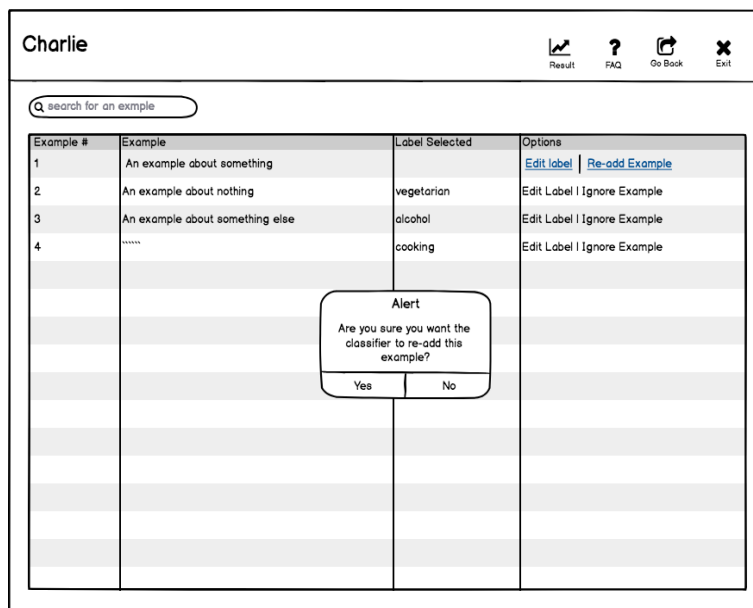 Charlie
Result FAQ Go Back Exit
search for an exmple
Example # Example Label Selected Options
1 An example about something Edit label | Re-add Example
2 An example about nothing vegetarian Edit Label | Ignore Example
3 An example about something else alcohol Edit Label | Ignore Example
4 `````` cooking Edit Label | Ignore Example
Alert
Are you sure you want the
classifier to re-add this
example?
Yes No